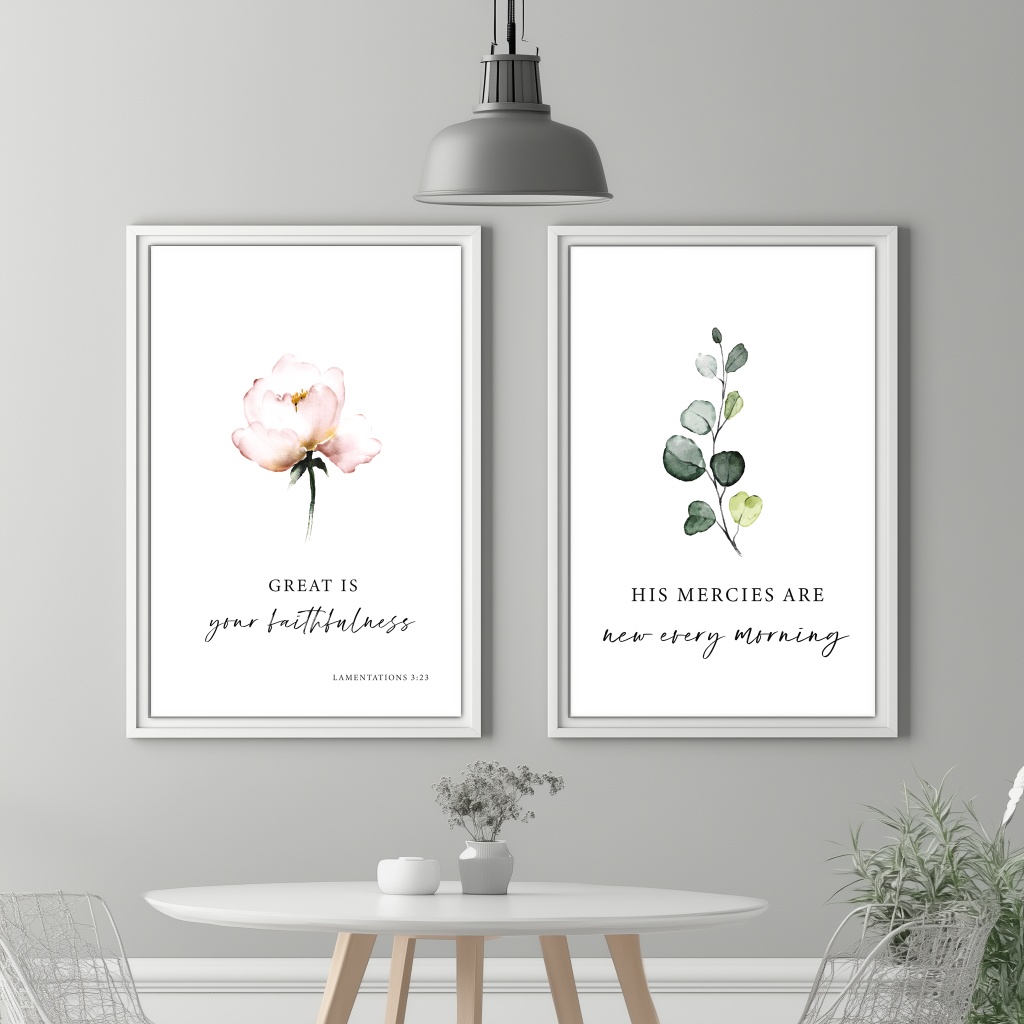 GREAT IS
your faithfulness
LAMENTATIONS 3:23
HIS MERCIES ARE
new every morning